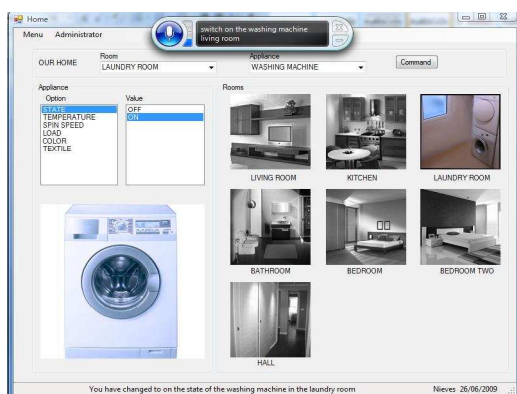 Home
switch on the washing machine
living room
Menu Administrator
OUR HOME
Room
LAUNDRY ROOM
Appliance
WASHING MACHINE
Command
Appliance
Option
Value
STATE
TEMPERATURE
SPIN SPEED
LOAD
COLOR
TEXTILE
OFF
ON
Rooms
LIVING ROOM
KITCHEN
LAUNDRY ROOM
BATHROOM
BEDROOM
BEDROOM TWO
HALL
You have changed to on the state of the washing machine in the laundry room
Nieves 26/06/2009